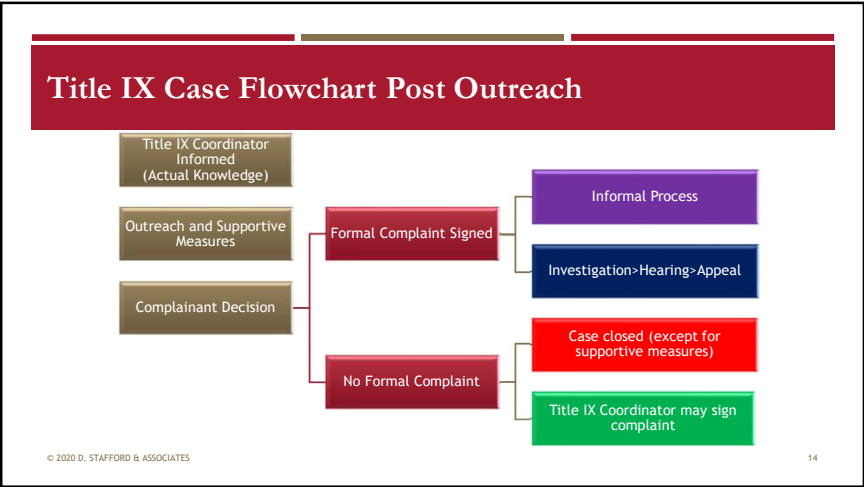 Title IX Case Flowchart Post Outreach
Title IX Coordinator
Informed
(Actual Knowledge)
Outreach and Supportive
Measures
Complainant Decision
Formal Complaint Signed
No Formal Complaint
Informal Process
Investigation>Hearing>Appeal
Case closed (except for
supportive measures)
Title IX Coordinator may sign
complaint
© 2020 D. STAFFORD & ASSOCIATES
14